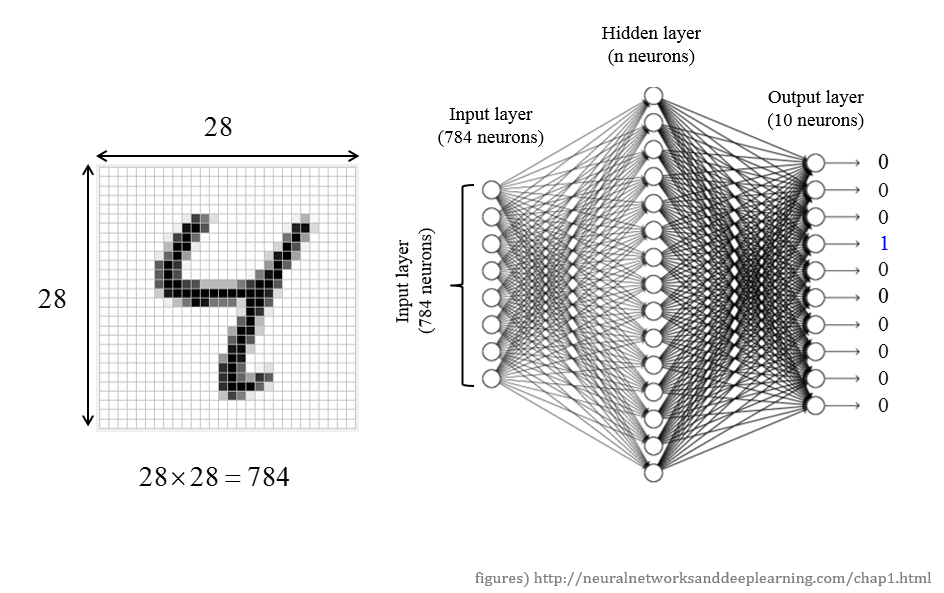 Hidden layer
(n neurons)
Input layer
(784 neurons)
Output layer
(10 neurons)
28
28
28×28 = 784
Input layer
(784 neurons)
0
0
0
1
0
0
0
0
0
0
figures) http://neuralnetworksanddeeplearning.com/chap1.html